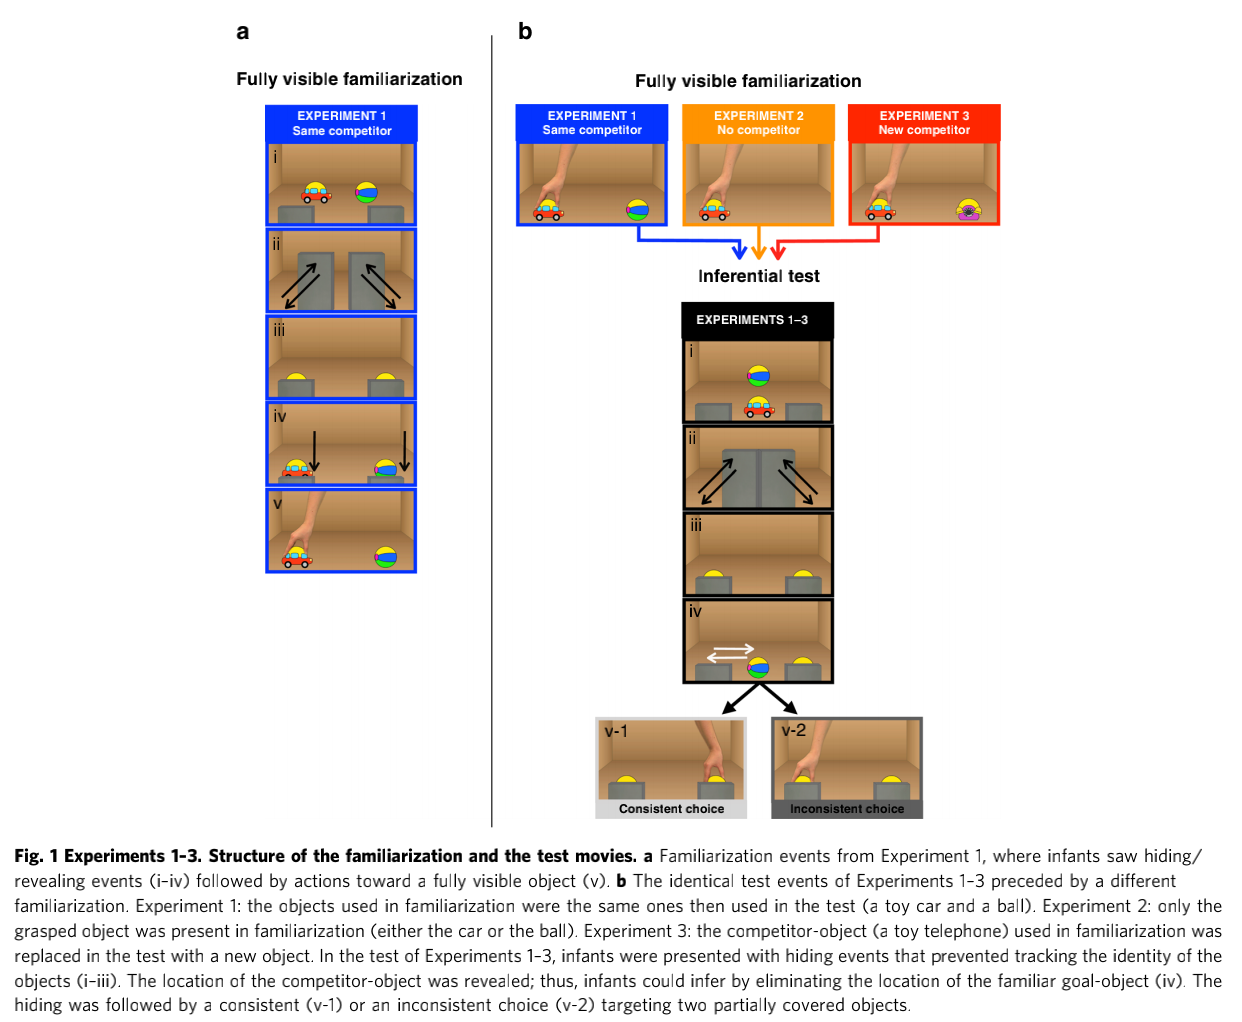 a
Fully visible familiarization
EXPERIMENT 1
Same competitor
i
ii
iii
iv
v
b
Fully visible familiarization
EXPERIMENT 1
Same competitor
EXPERIMENT 2
No competitor
EXPERIMENT 3
New competitor
Inferential test
EXPERIMENTS 1–3
i
ii
iii
iv
v-1
Consistent choice
v-2
Inconsistent choice
Fig. 1 Experiments 1-3. Structure of the familiarization and the test movies. a Familiarization events from Experiment 1, where infants saw hiding/
revealing events (i–iv) followed by actions toward a fully visible object (v). b The identical test events of Experiments 1–3 preceded by a different
familiarization. Experiment 1: the objects used in familiarization were the same ones then used in the test (a toy car and a ball). Experiment 2: only the
grasped object was present in familiarization (either the car or the ball). Experiment 3: the competitor-object (a toy telephone) used in familiarization was
replaced in the test with a new object. In the test of Experiments 1–3, infants were presented with hiding events that prevented tracking the identity of the
objects (i–iii). The location of the competitor-object was revealed; thus, infants could infer by eliminating the location of the familiar goal-object (iv). The
hiding was followed by a consistent (v-1) or an inconsistent choice (v-2) targeting two partially covered objects.